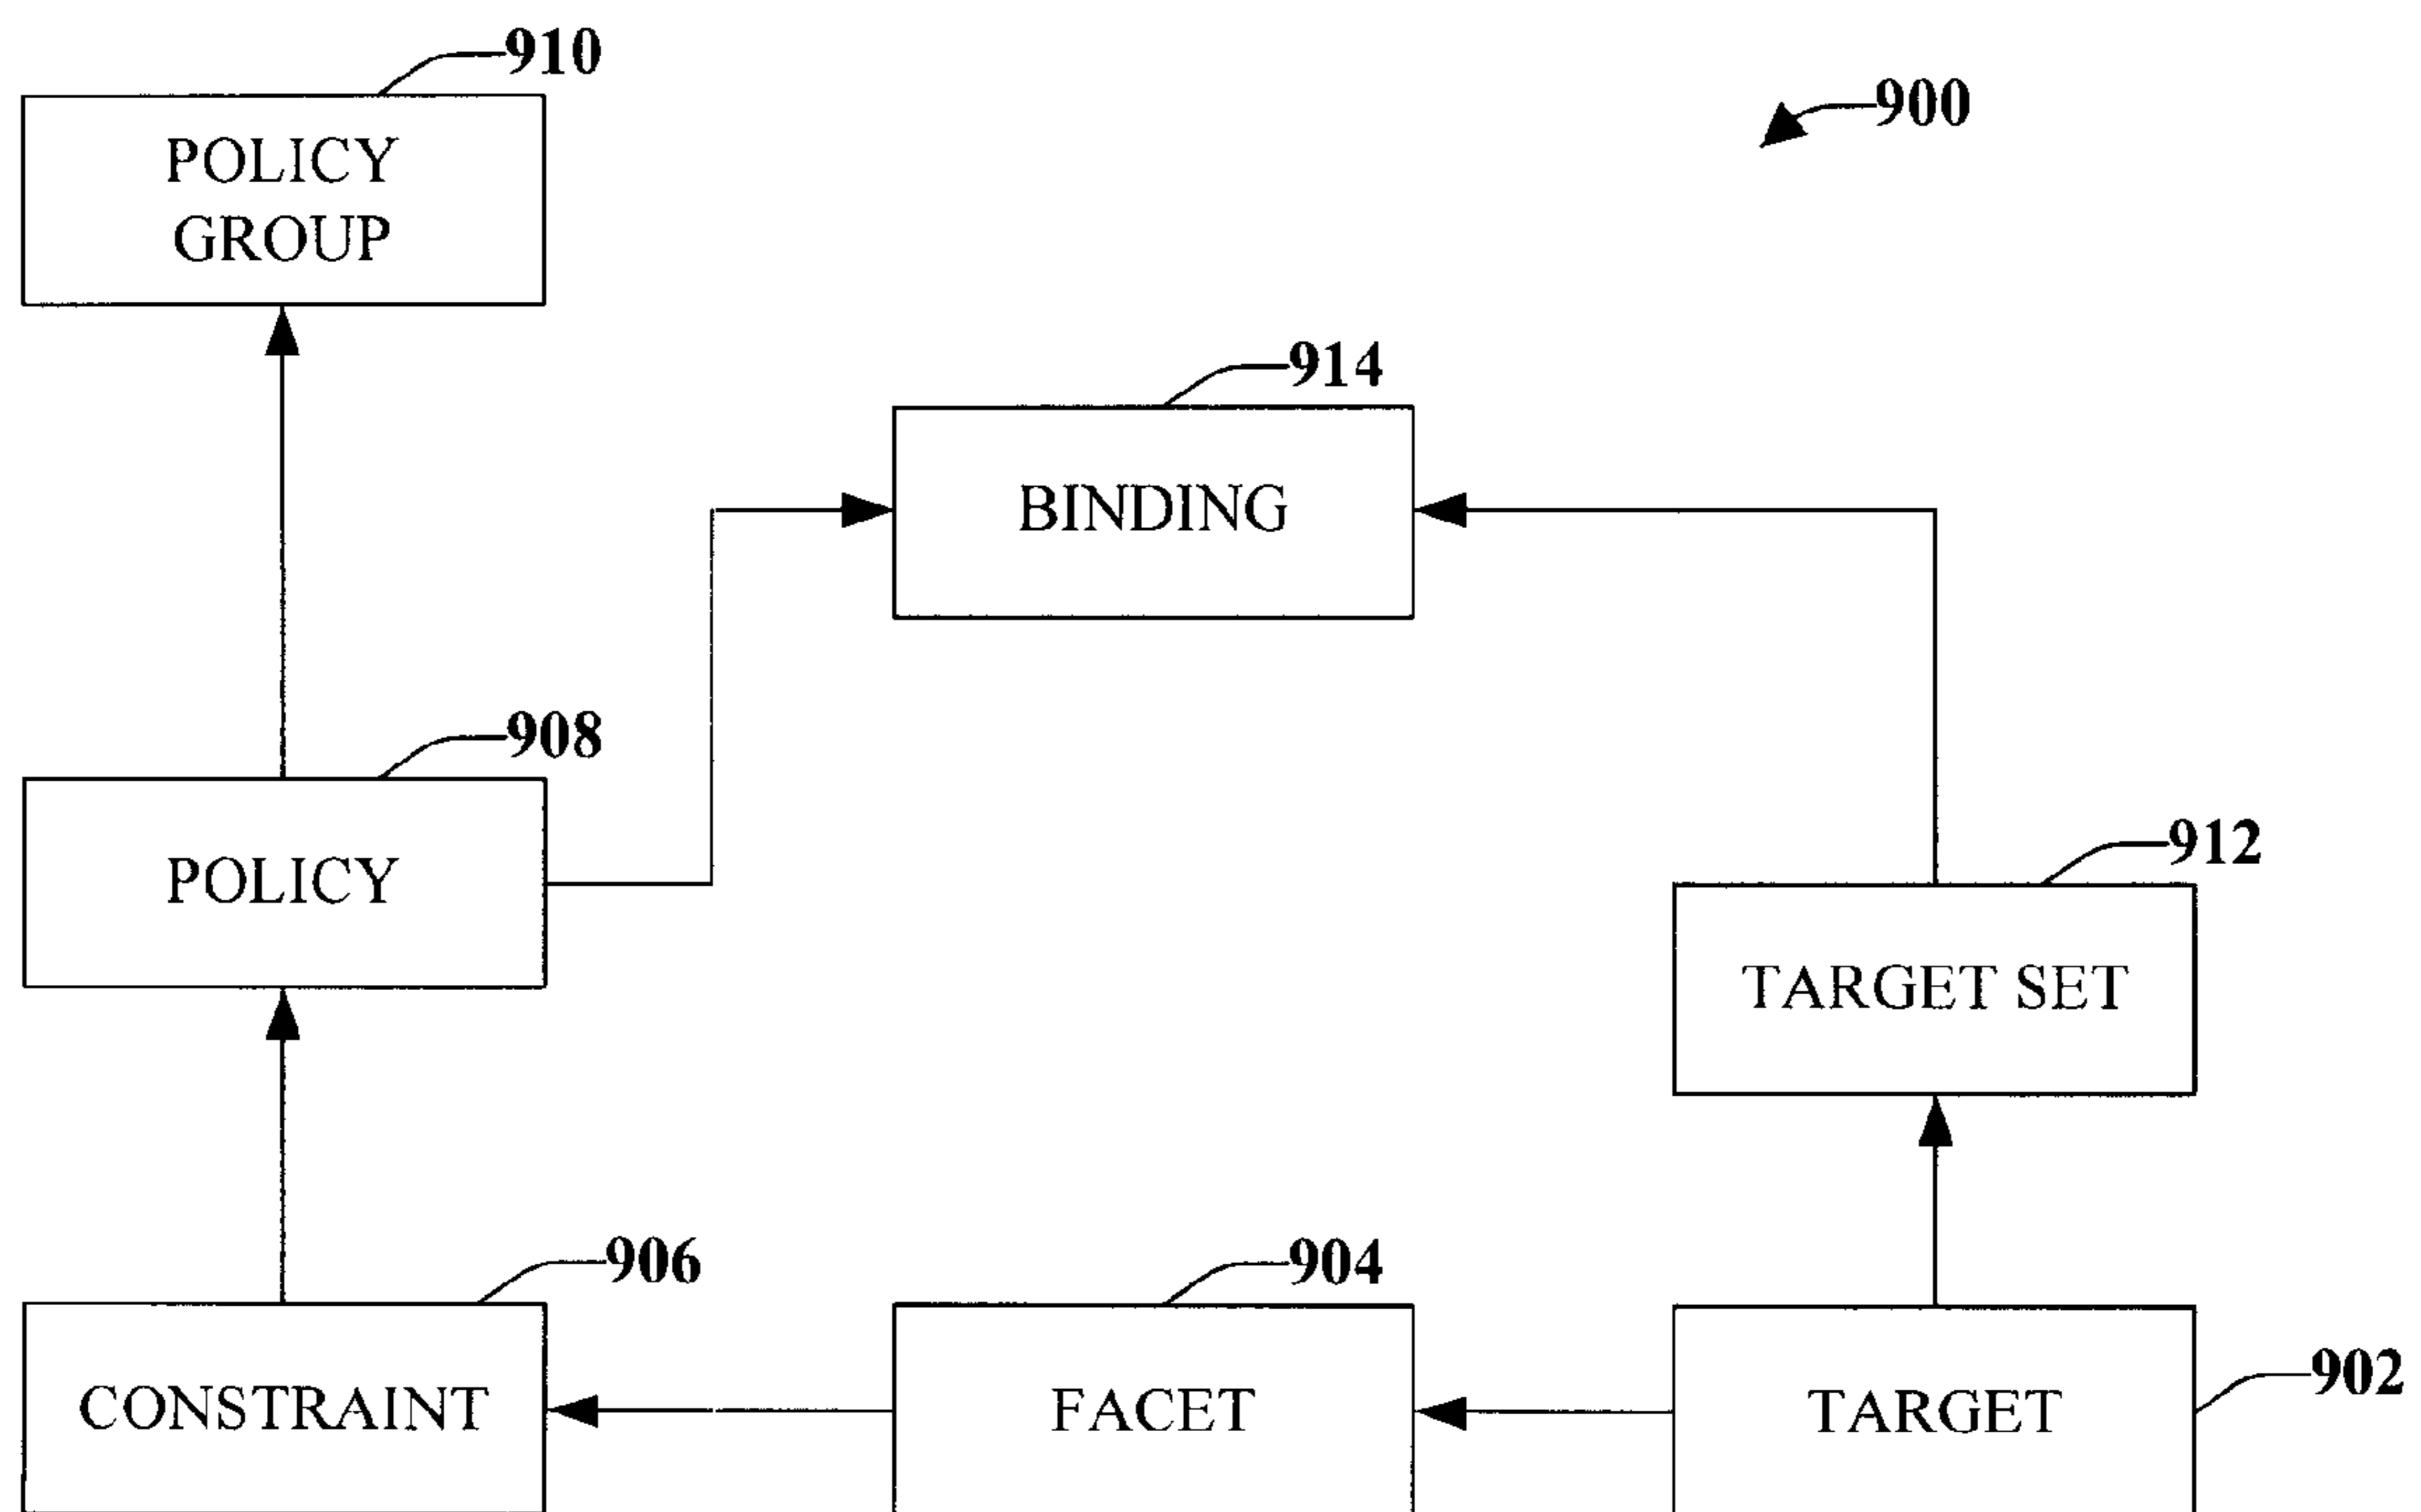 910
900
POLICY
GROUP
914
BINDING
908
POLICY
912
TARGET SET
906
904
CONSTRAINT
FACET
TARGET
902